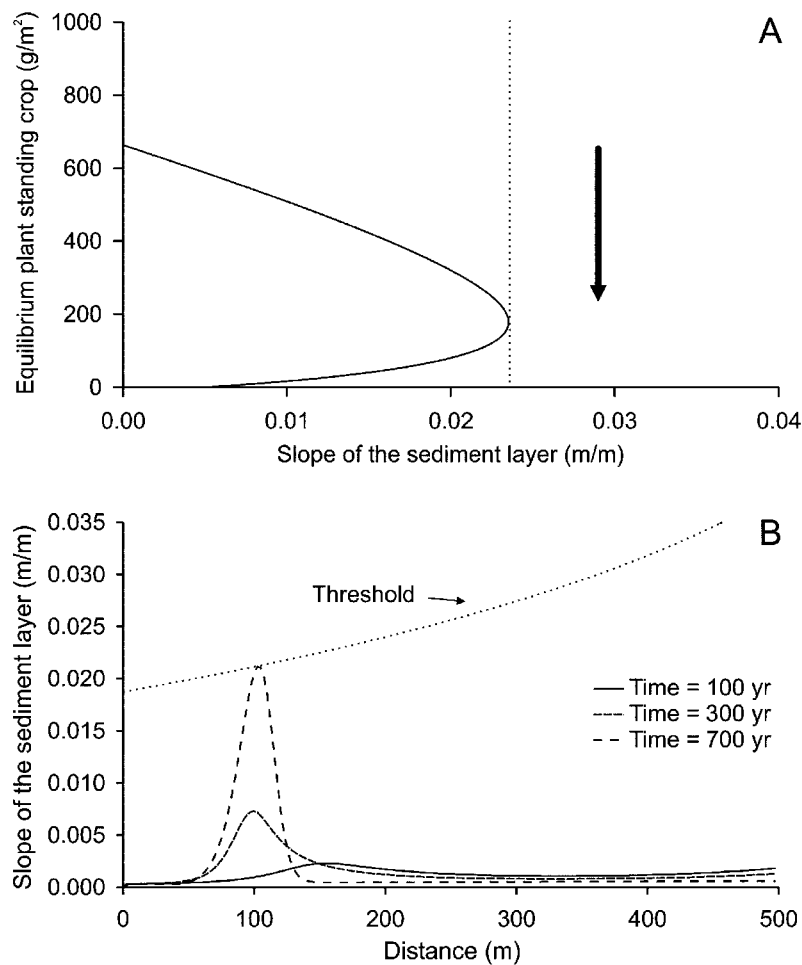 A
Equilibrium plant standing crop (g/m²)
1000
800
600
400
200
0
0.00 0.01 0.02 0.03 0.04
Slope of the sediment layer (m/m)
B
Slope of the sediment layer (m/m)
0.035
0.030
0.025
0.020
0.015
0.010
0.005
0.000
Threshold
Time = 100 yr
Time = 300 yr
Time = 700 yr
0 100 200 300 400 500
Distance (m)